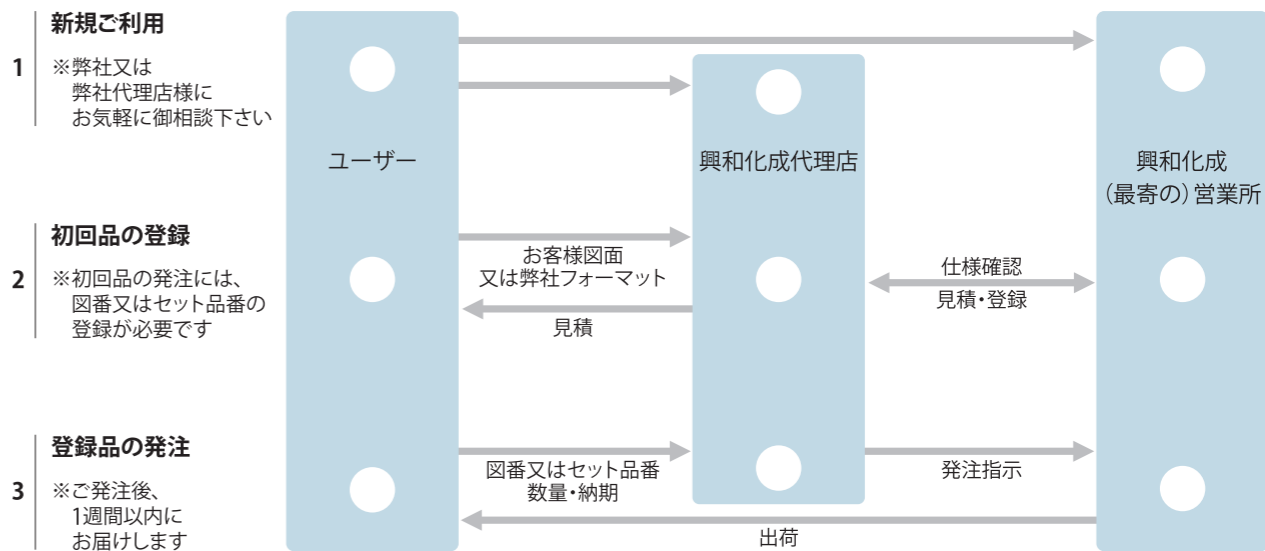 新規ご利用
1
※弊社又は
弊社代理店様に
お気軽に御相談下さい
ユーザー
興和化成代理店
興和化成
（最寄の）営業所
初回品の登録
2
※初回品の発注には、
図番又はセット品番の
登録が必要です
お客様図面
又は弊社フォーマット
見積
仕様確認
見積・登録
登録品の発注
3
※ご発注後、
1週間以内に
お届けします
図番又はセット品番
数量・納期
発注指示
出荷